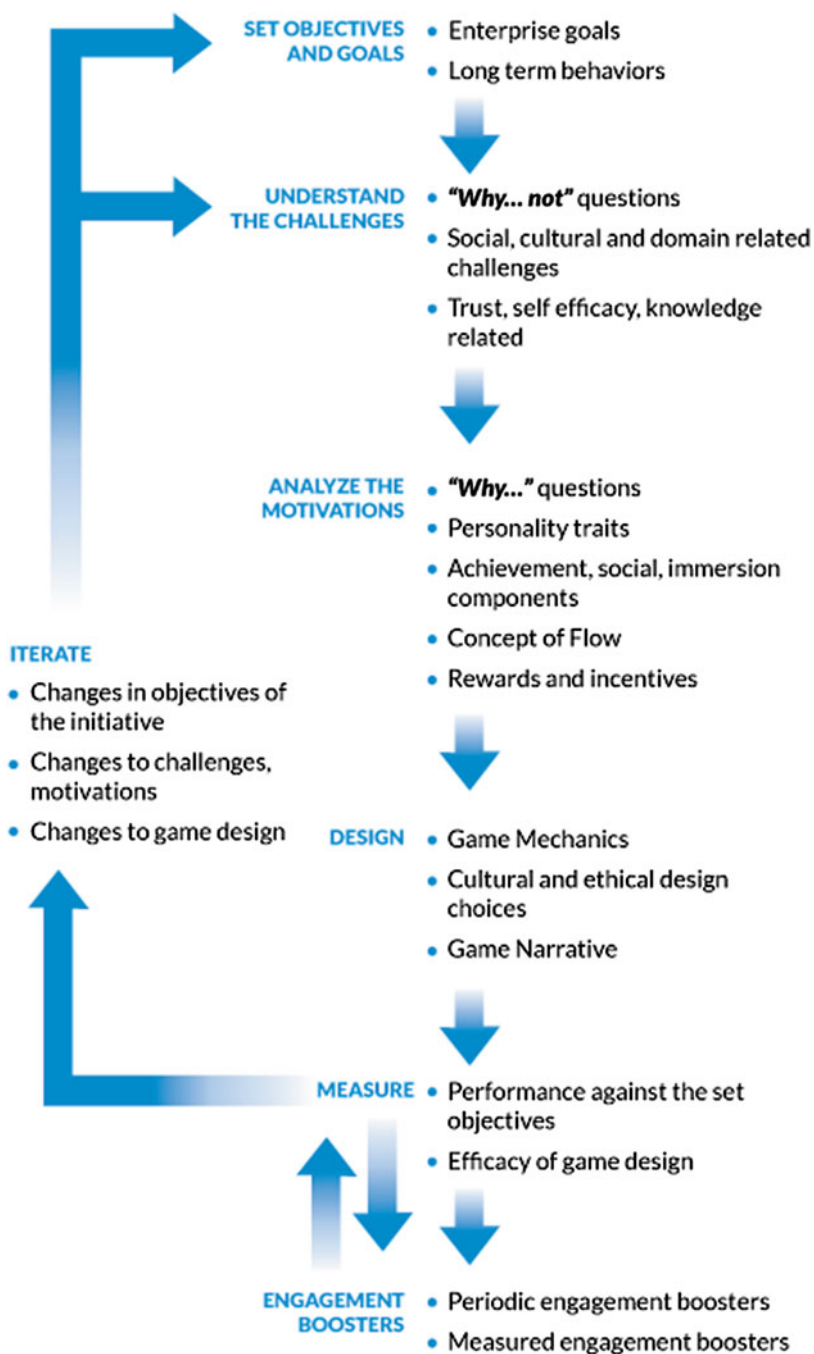 SET OBJECTIVES
AND GOALS
• Enterprise goals
• Long term behaviors
UNDERSTAND
THE CHALLENGES
• “Why... not” questions
• Social, cultural and domain related
challenges
• Trust, self efficacy, knowledge
related
ANALYZE THE
MOTIVATIONS
• “Why...” questions
• Personality traits
• Achievement, social, immersion
components
• Concept of Flow
• Rewards and incentives
ITERATE
• Changes in objectives of
the initiative
• Changes to challenges,
motivations
• Changes to game design
DESIGN
• Game Mechanics
• Cultural and ethical design
choices
• Game Narrative
MEASURE
• Performance against the set
objectives
• Efficacy of game design
ENGAGEMENT
BOOSTERS
• Periodic engagement boosters
• Measured engagement boosters